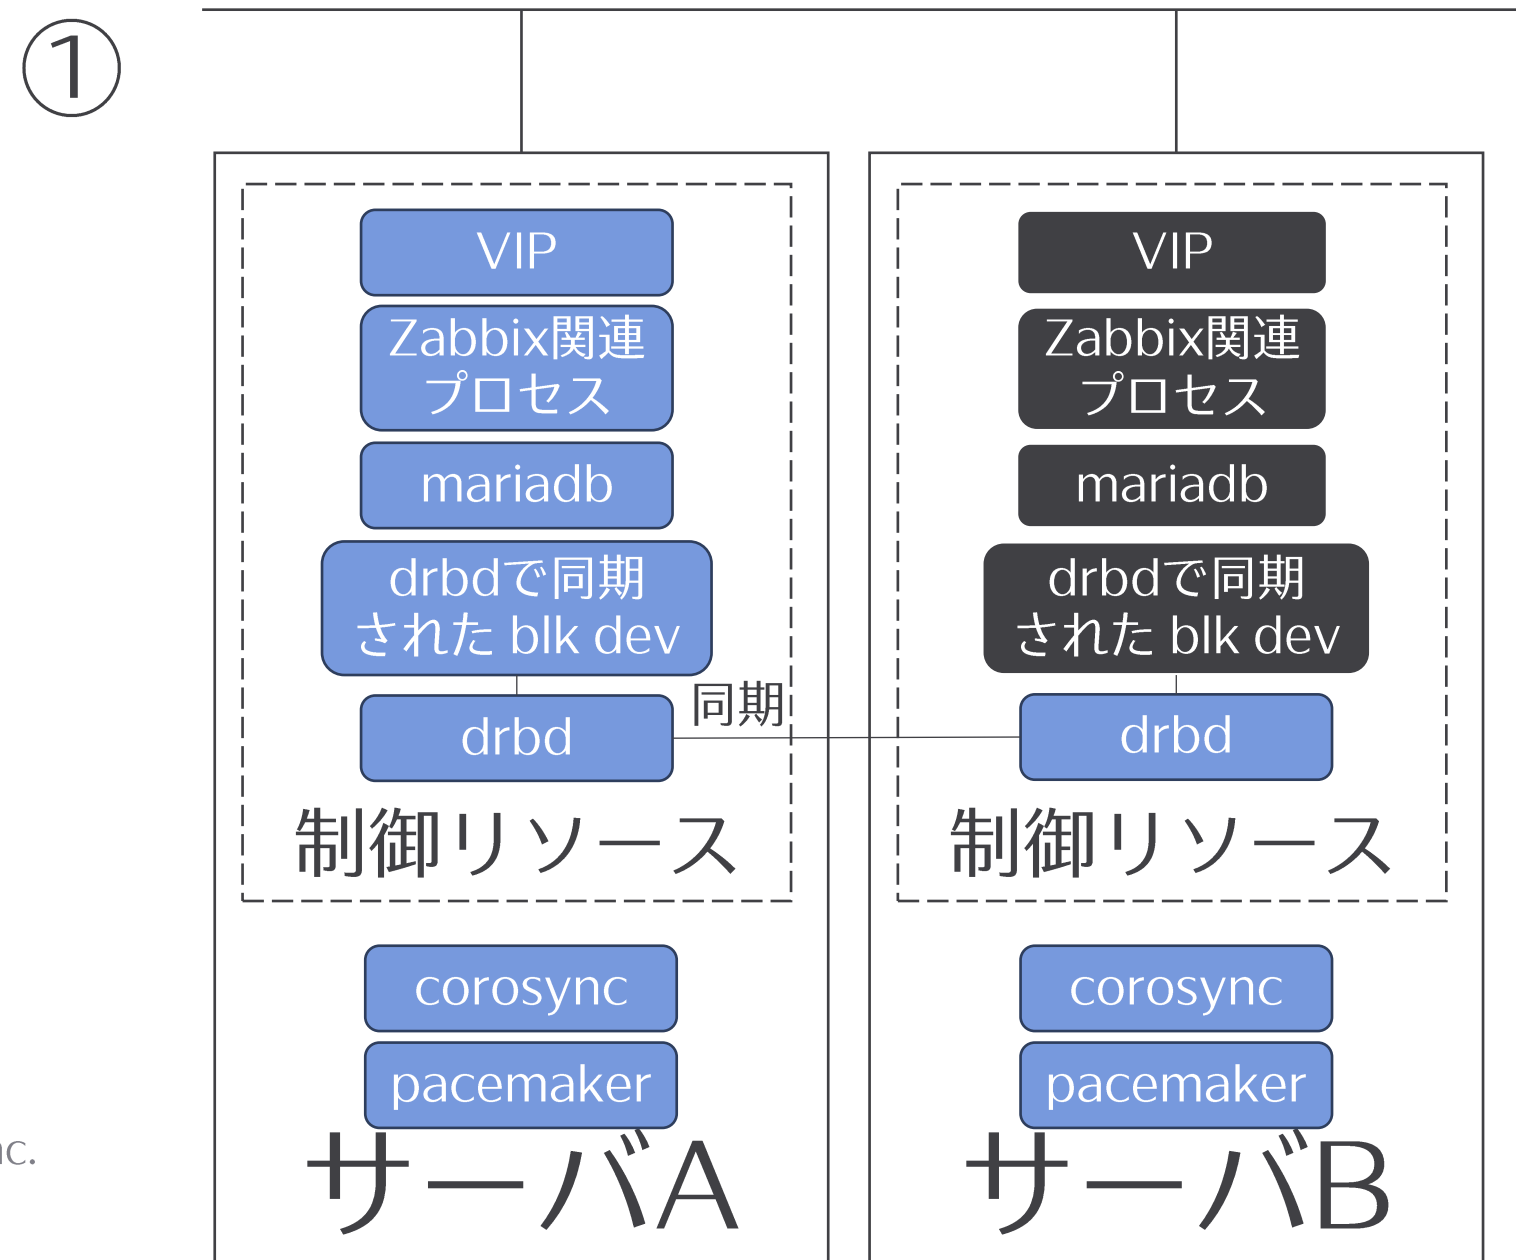 ①
VIP
Zabbix関連
プロセス
mariadb
drbdで同期
された blk dev
drbd
同期
制御リソース
corosync
pacemaker
サーバA
VIP
Zabbix関連
プロセス
mariadb
drbdで同期
された blk dev
drbd
制御リソース
corosync
pacemaker
サーバB